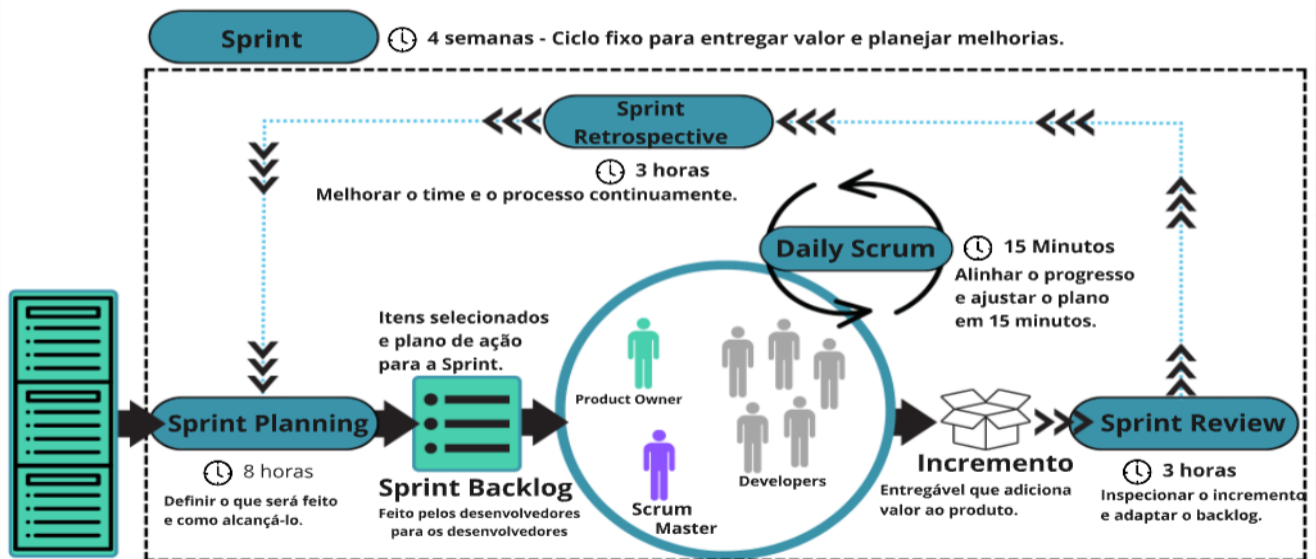 Sprint
4 semanas - Ciclo fixo para entregar valor e planejar melhorias.
Sprint
Retrospective
3 horas
Melhorar o time e o processo continuamente.
Daily Scrum
15 Minutos
Alinhar o progresso
e ajustar o plano
em 15 minutos.
Itens selecionados
e plano de ação
para a Sprint.
Sprint Planning
8 horas
Definir o que será feito
e como alcançá-lo.
Sprint Backlog
Feito pelos desenvolvedores
para os desenvolvedores
Product Owner
Scrum
Master
Developers
Incremento
Entregável que adiciona
valor ao produto.
Sprint Review
3 horas
Inspecionar o incremento
e adaptar o backlog.